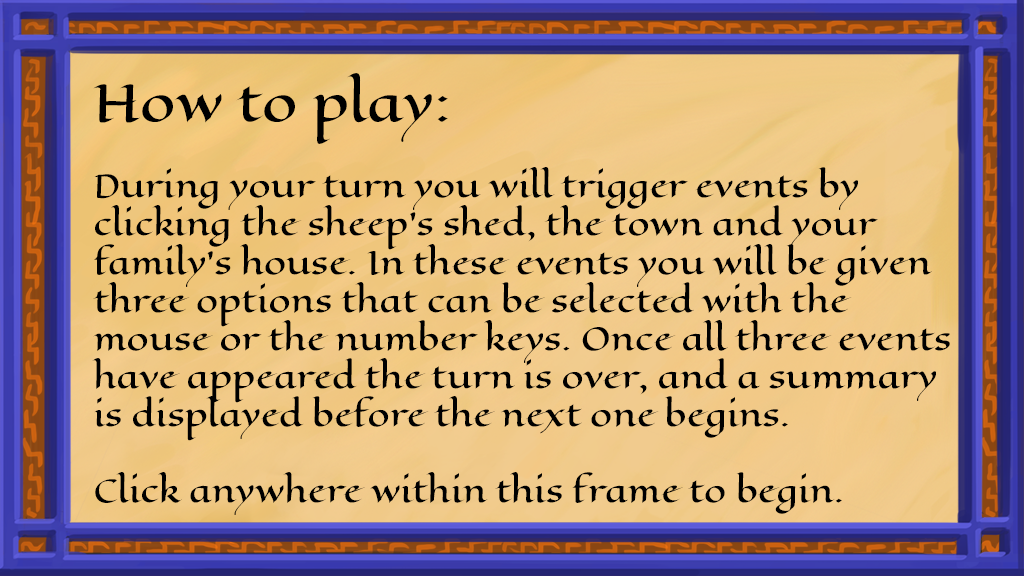 How to play:
During your turn you will trigger events by
clicking the sheep's shed, the town and your
family's house. In these events you will be given
three options that can be selected with the
mouse or the number keys. Once all three events
have appeared the turn is over, and a summary
is displayed before the next one begins.
Click anywhere within this frame to begin.